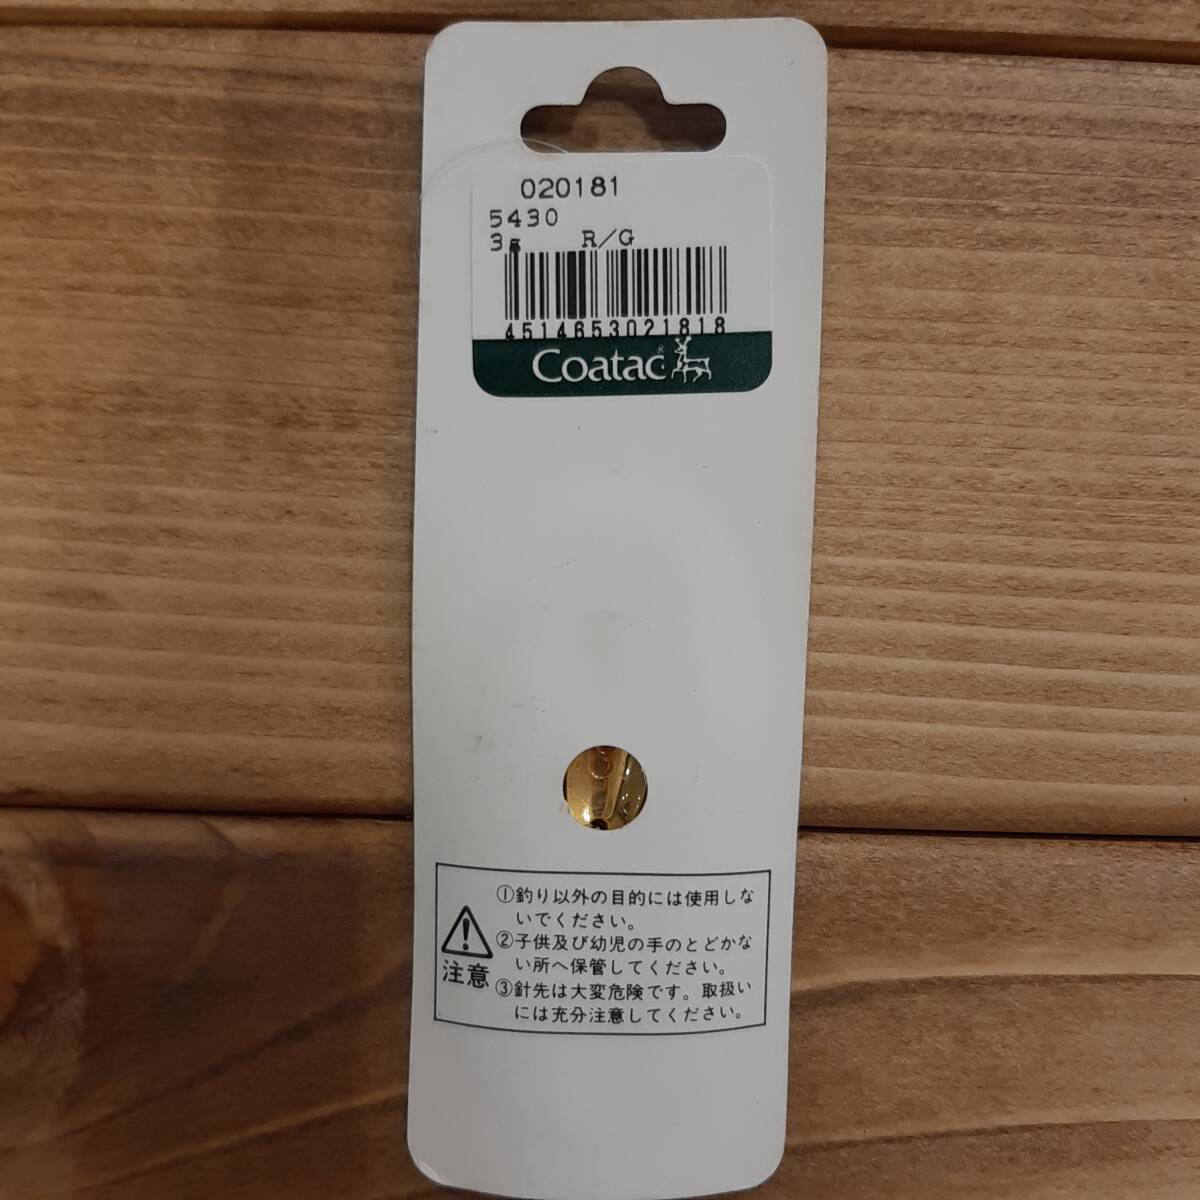 020181
5430
3g R/G
4514653021818
Coatac®
注意
①釣り以外の目的には使用しな
いでください。
②子供及び幼児の手のとどかな
い所へ保管してください。
③針先は大変危険です。取扱い
には充分注意してください。